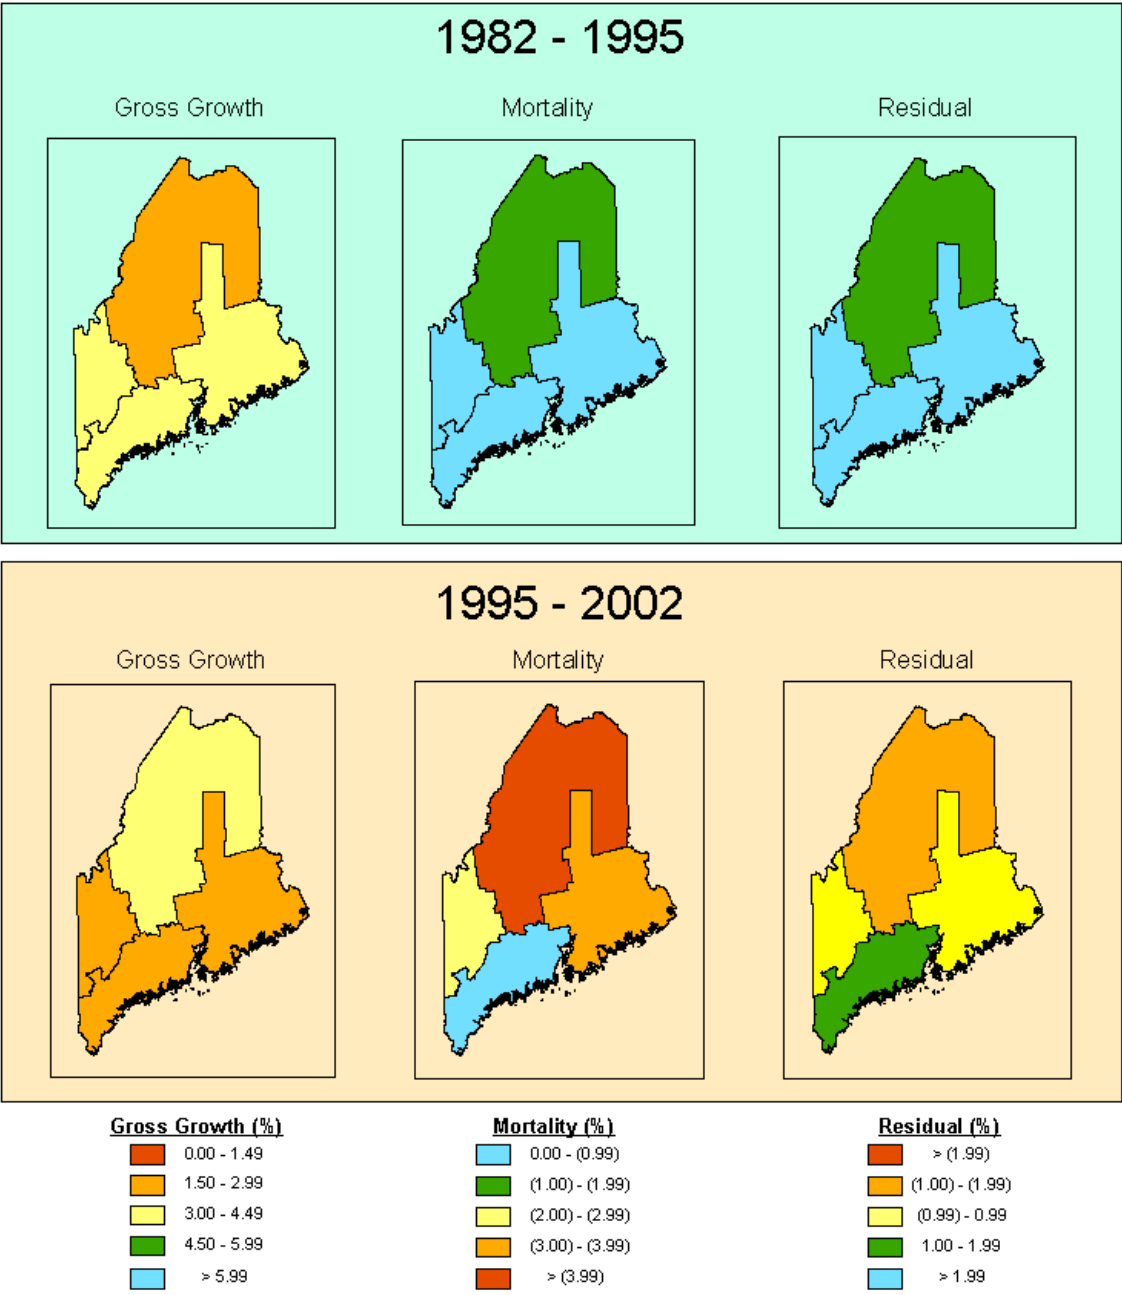 1982 - 1995
Gross Growth
Mortality
Residual
1995 - 2002
Gross Growth
Mortality
Residual
Gross Growth (%)
0.00 - 1.49
1.50 - 2.99
3.00 - 4.49
4.50 - 5.99
> 5.99
Mortality (%)
0.00 - (0.99)
(1.00) - (1.99)
(2.00) - (2.99)
(3.00) - (3.99)
> (3.99)
Residual (%)
> (1.99)
(1.00) - (1.99)
(0.99) - 0.99
1.00 - 1.99
> 1.99